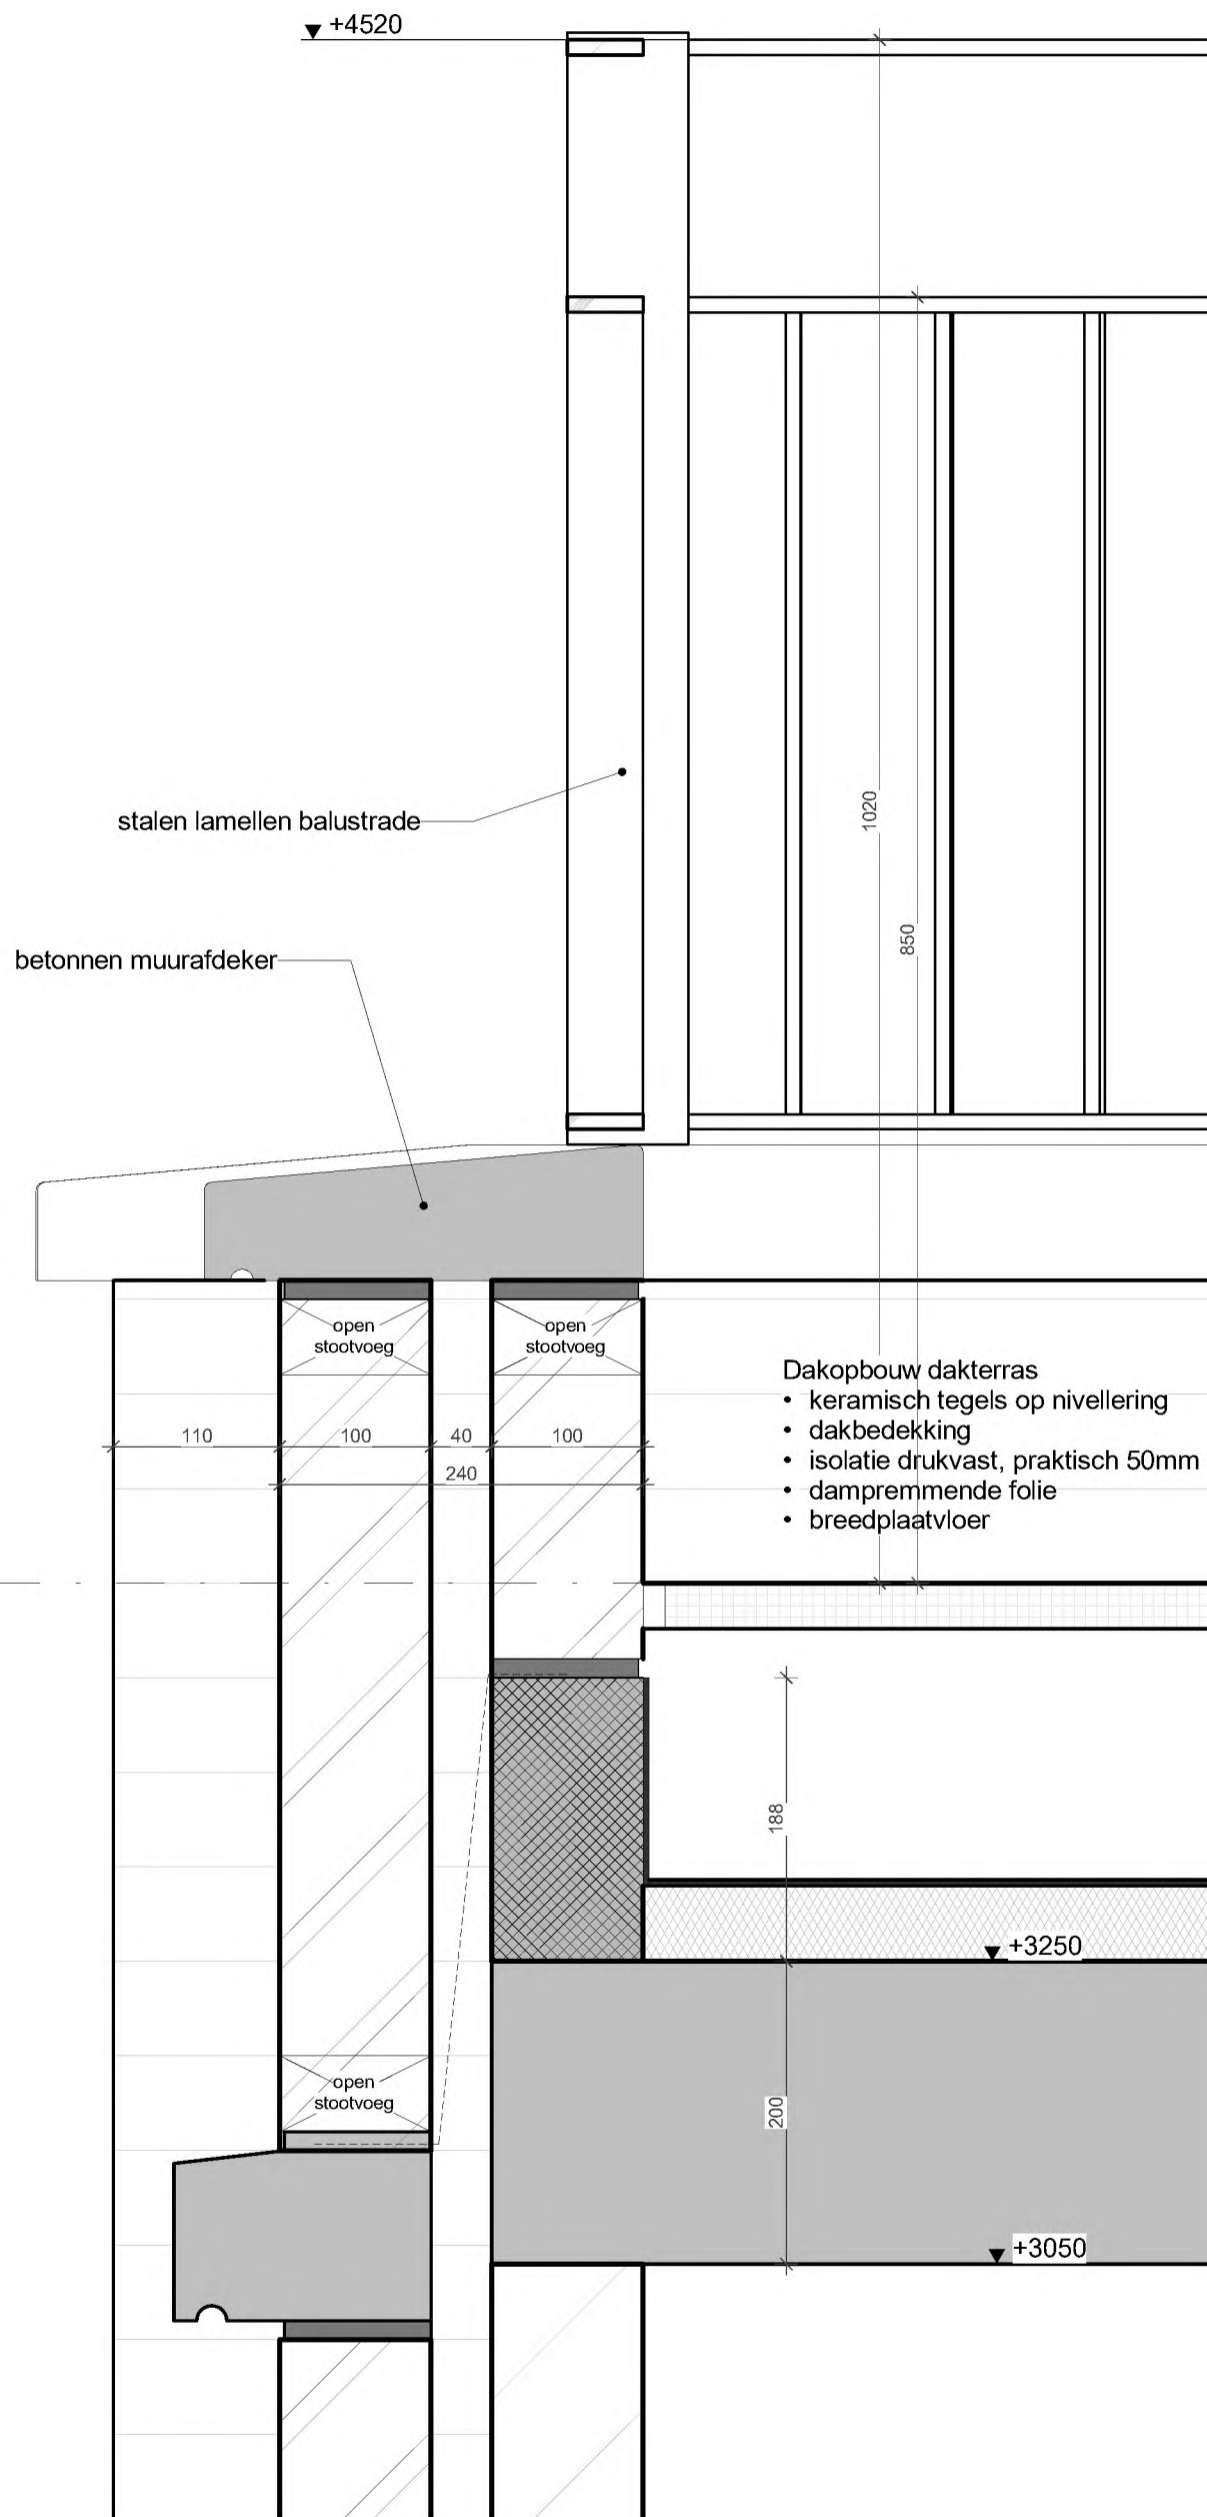 +4520
1020
stalen lamellen balustrade
850
betonnen muurafdeker
open
stootvoeg
open
stootvoeg
Dakopbouw dakterras
• keramisch tegels op nivellering
• dakbedekking
• isolatie drukvast, praktisch 50mm
• dampremmende folie
• breedplaatvloer
110
100
40
100
240
188
+3250
open
stootvoeg
200
+3050